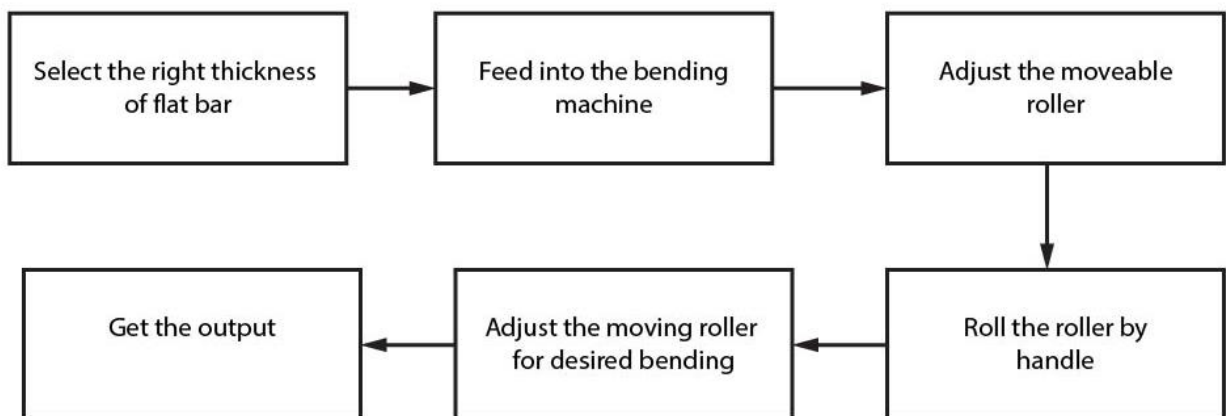 Select the right thickness
of flat bar
Feed into the bending
machine
Adjust the moveable
roller
Roll the roller by
handle
Adjust the moving roller
for desired bending
Get the output